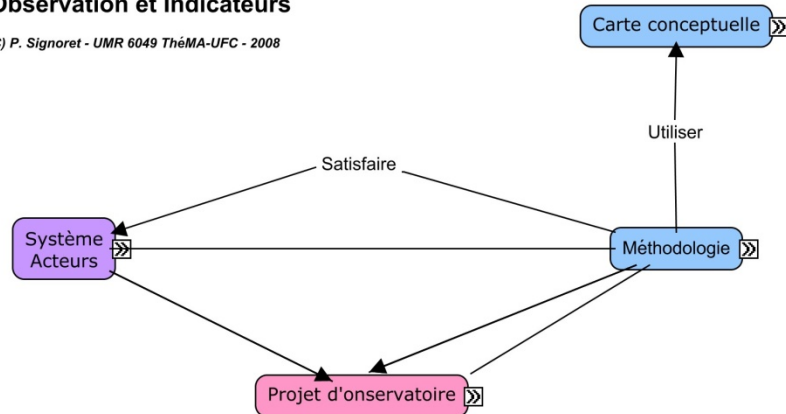 Observation et Indicateurs
) P. Signoret - UMR 6049 ThéMA-UFC - 2008
Carte conceptuelle
Utiliser
Satisfaire
Système
Acteurs
Méthodologie
Projet d'onservatoire